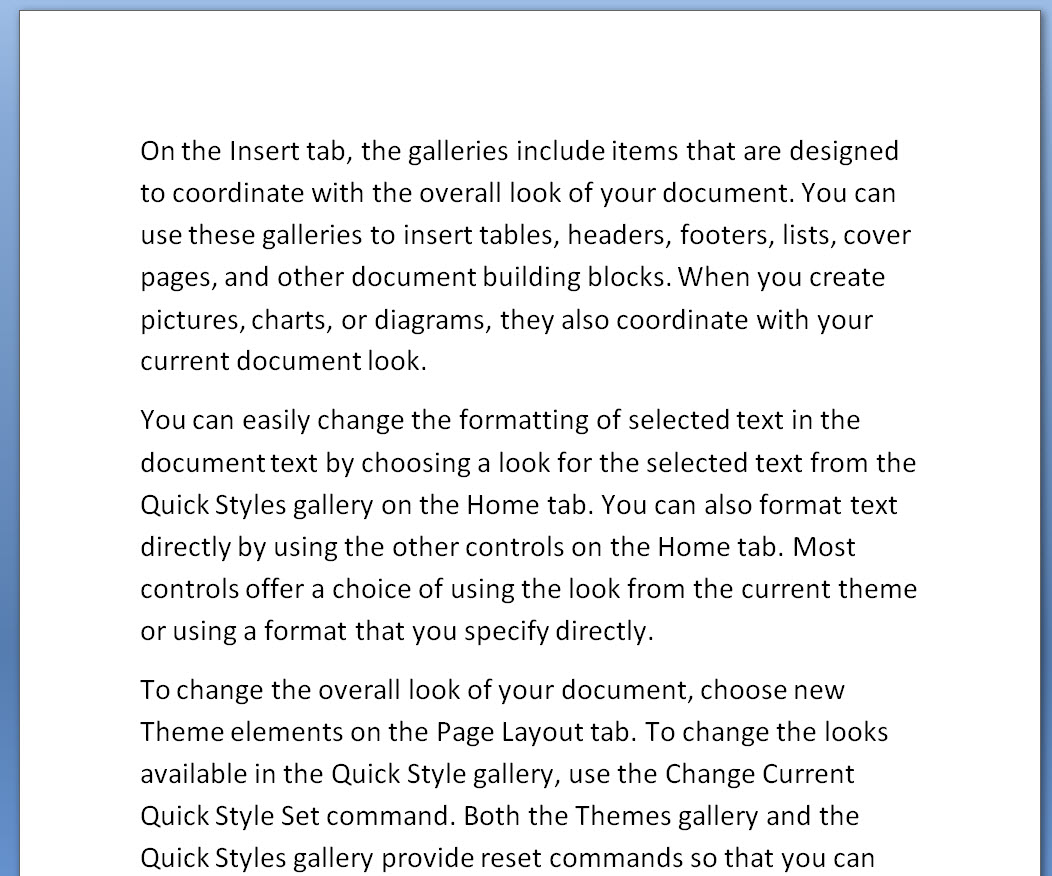 On the Insert tab, the galleries include items that are designed
to coordinate with the overall look of your document. You can
use these galleries to insert tables, headers, footers, lists, cover
pages, and other document building blocks. When you create
pictures, charts, or diagrams, they also coordinate with your
current document look.
You can easily change the formatting of selected text in the
document text by choosing a look for the selected text from the
Quick Styles gallery on the Home tab. You can also format text
directly by using the other controls on the Home tab. Most
controls offer a choice of using the look from the current theme
or using a format that you specify directly.
To change the overall look of your document, choose new
Theme elements on the Page Layout tab. To change the looks
available in the Quick Style gallery, use the Change Current
Quick Style Set command. Both the Themes gallery and the
Quick Styles gallery provide reset commands so that you can